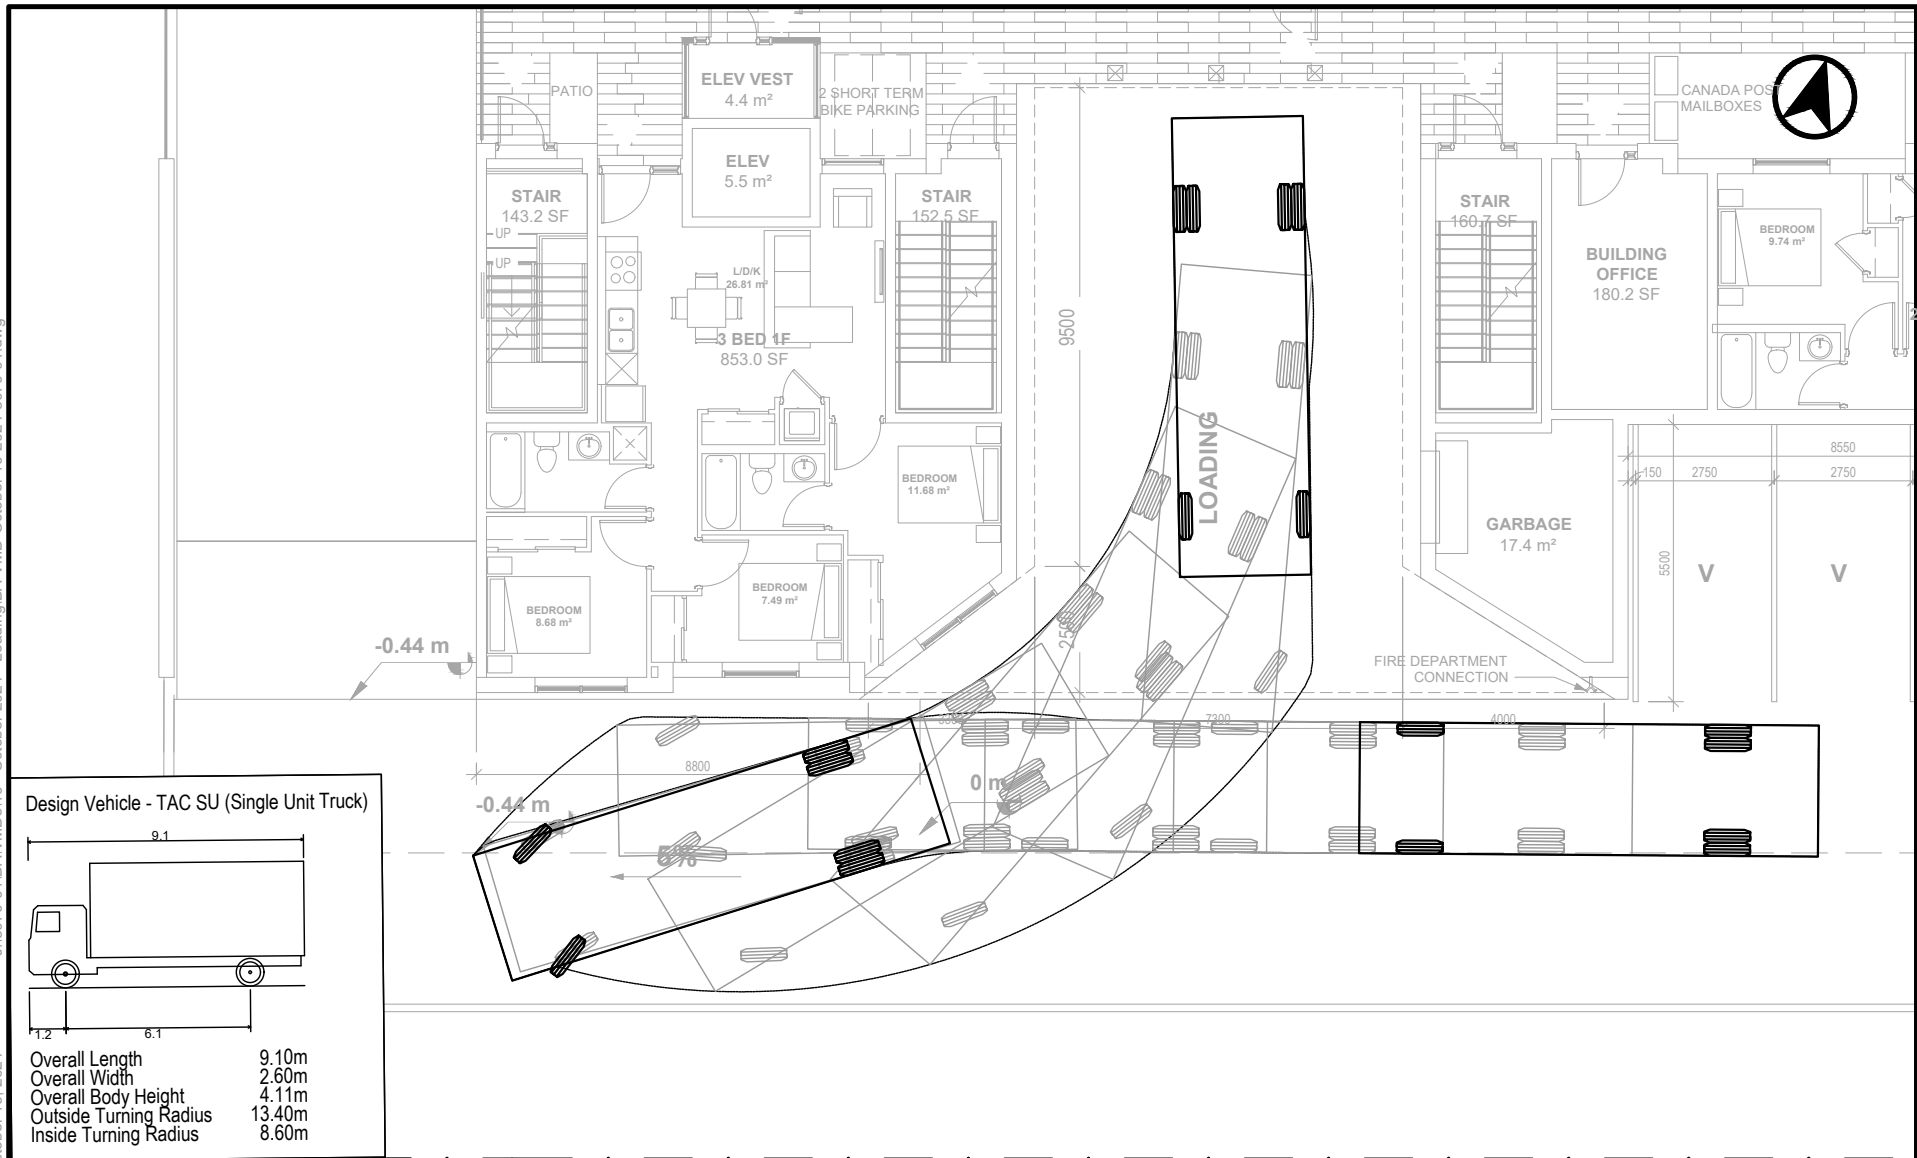 PATIO
ELEV VEST
4.4 m²
2 SHORT TERM
BIKE PARKING
CANADA POST
MAILBOXES
ELEV
5.5 m²
STAIR
143.2 SF
UP
UP
STAIR
152.5 SF
STAIR
160.7 SF
BUILDING
OFFICE
180.2 SF
BEDROOM
9.74 m²
L/D/K
26.81 m²
3 BED 1F
853.0 SF
9500
LOADING
BEDROOM
11.68 m²
8550
150
2750
2750
GARBAGE
17.4 m²
5500
V
V
BEDROOM
8.68 m²
BEDROOM
7.49 m²
-0.44 m
FIRE DEPARTMENT
CONNECTION
7300
4000
8800
-0.44 m
0 m
5%
Design Vehicle - TAC SU (Single Unit Truck)
9.1
1.2
6.1
Overall Length 9.10m
Overall Width 2.60m
Overall Body Height 4.11m
Outside Turning Radius 13.40m
Inside Turning Radius 8.60m